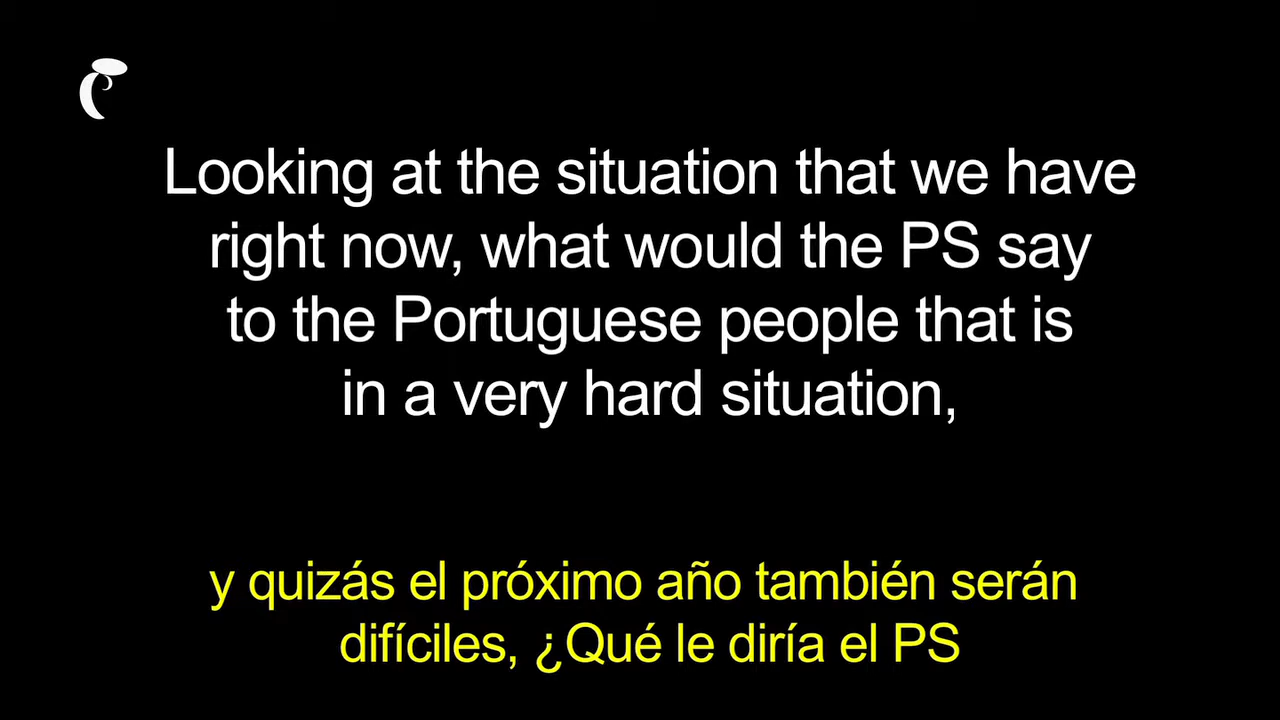 Looking at the situation that we have
right now, what would the PS say
to the Portuguese people that is
in a very hard situation,
y quizás el próximo año también serán
difíciles, ¿Qué le diría el PS